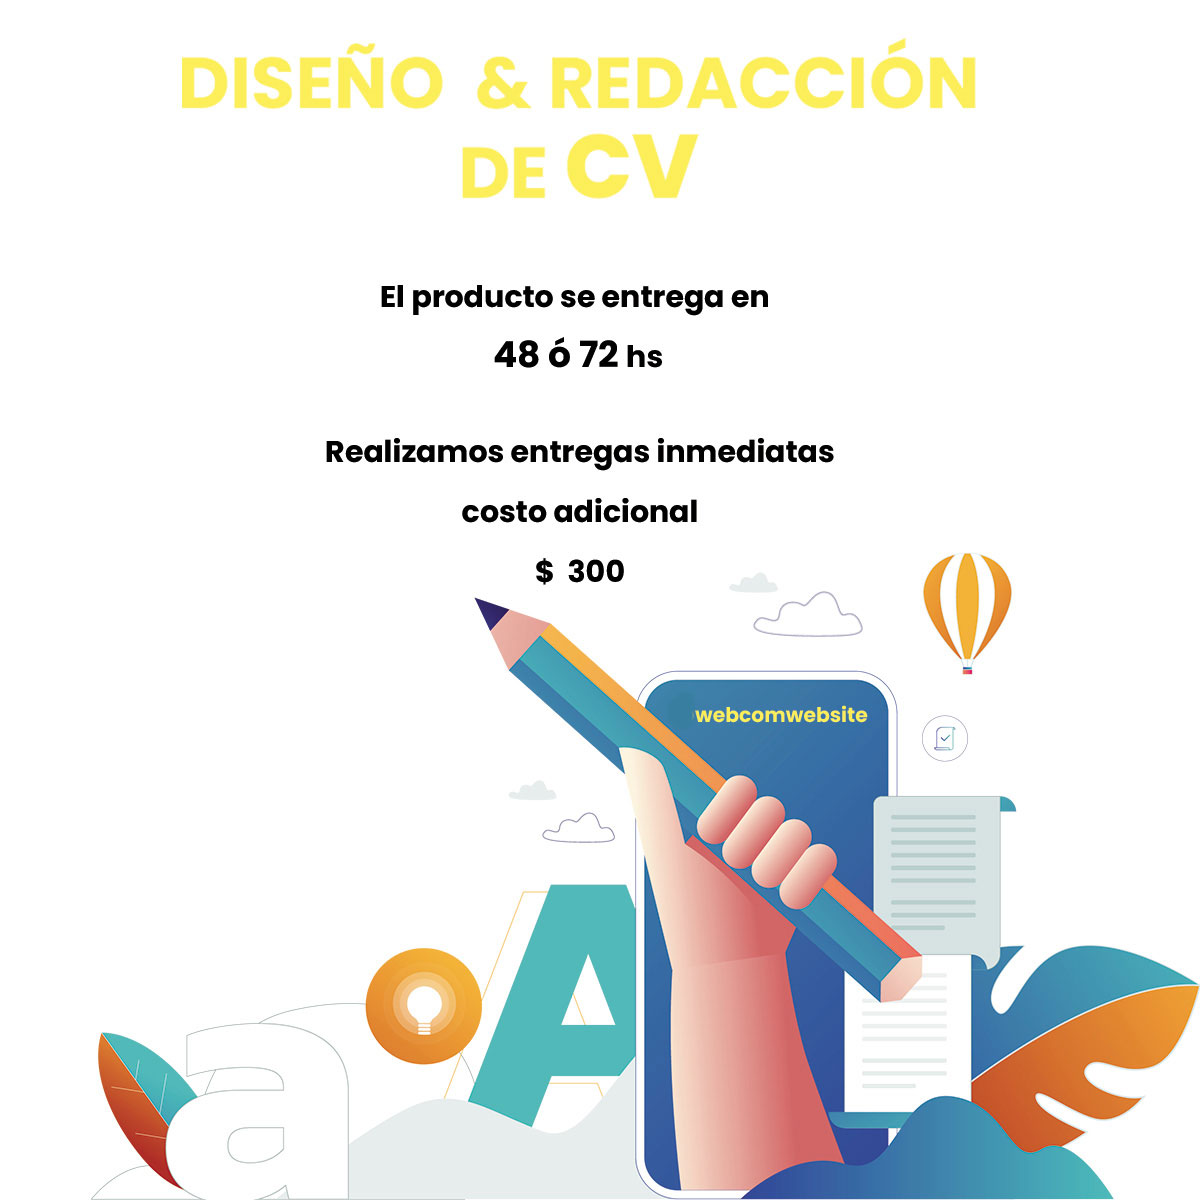 DISEÑO & REDACCIÓN
DE CV
El producto se entrega en
48 ó 72 hs
Realizamos entregas inmediatas
costo adicional
$ 300
webcomwebsite
A
a